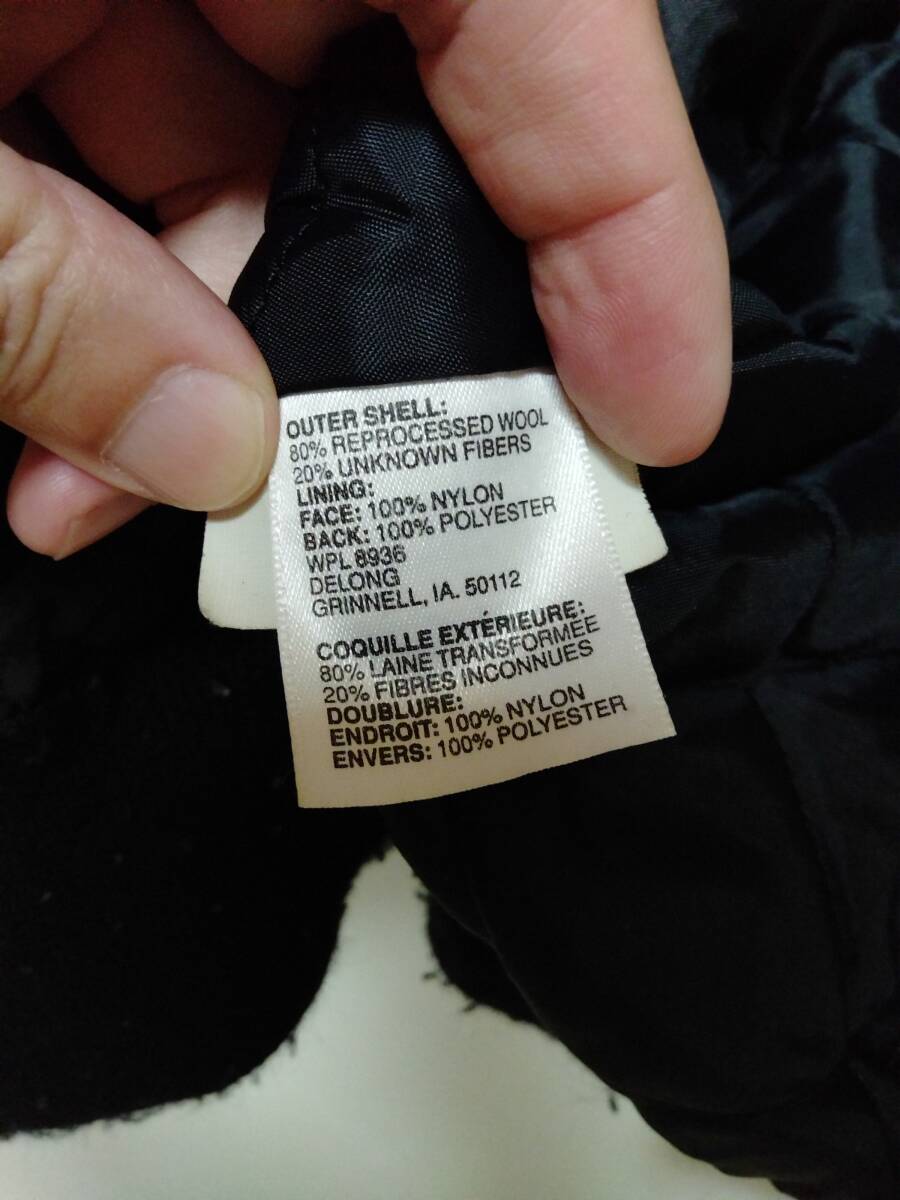 OUTER SHELL:
80% REPROCESSED WOOL
20% UNKNOWN FIBERS
LINING:
FACE: 100% NYLON
BACK: 100% POLYESTER
WPL 8936
DELONG
GRINNELL, IA. 50112
COQUILLE EXTÉRIEURE:
80% LAINE TRANSFORMÉE
20% FIBRES INCONNUES
DOUBLURE:
ENDROIT: 100% NYLON
ENVERS: 100% POLYESTER